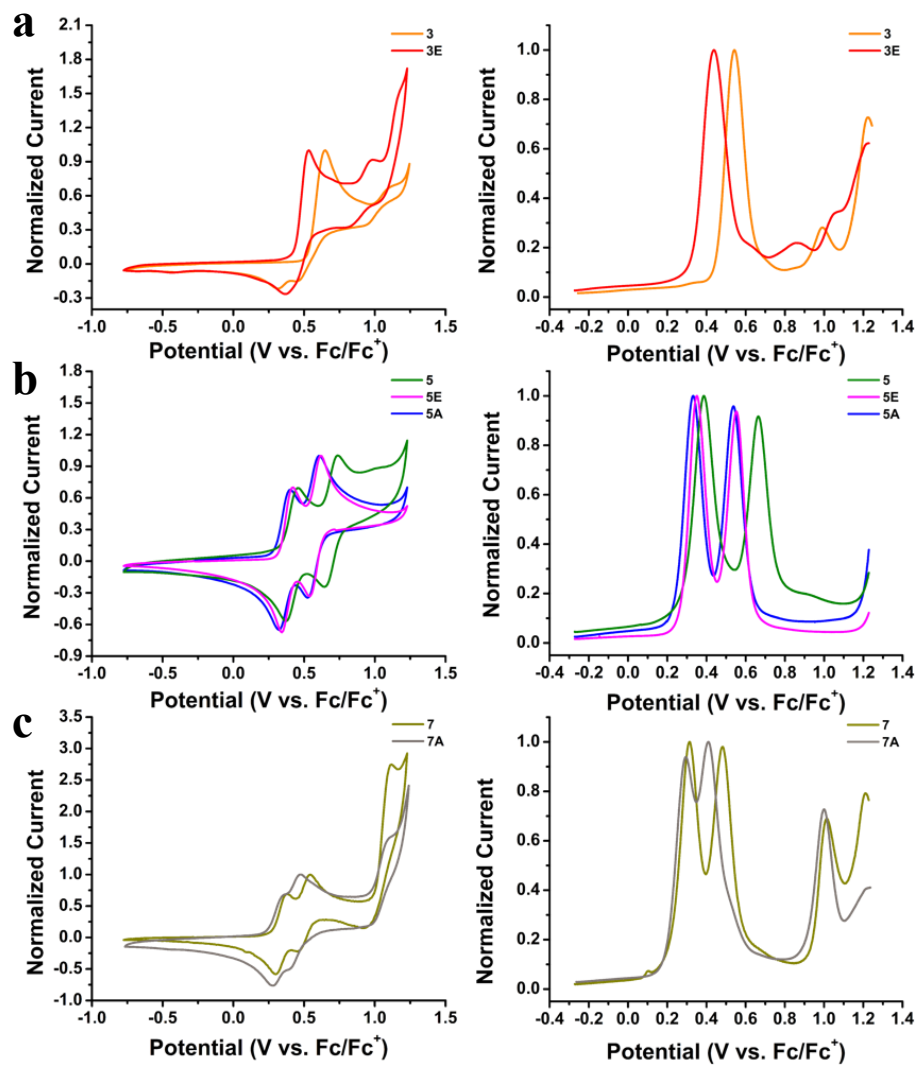 a
2.1
1.8
1.5
1.2
0.9
0.6
0.3
0.0
-0.3
Normalized Current
3
3E
-1.0 -0.5 0.0 0.5 1.0 1.5
Potential (V vs. Fc/Fc+)
1.0
0.8
0.6
0.4
0.2
0.0
Normalized Current
3
3E
-0.4 -0.2 0.0 0.2 0.4 0.6 0.8 1.0 1.2 1.4
Potential (V vs. Fc/Fc+)
b
1.8
1.5
1.2
0.9
0.6
0.3
0.0
-0.3
-0.6
-0.9
Normalized Current
5
5E
5A
-1.0 -0.5 0.0 0.5 1.0 1.5
Potential (V vs. Fc/Fc+)
1.0
0.8
0.6
0.4
0.2
0.0
Normalized Current
5
5E
5A
-0.4 -0.2 0.0 0.2 0.4 0.6 0.8 1.0 1.2 1.4
Potential (V vs. Fc/Fc+)
c
3.5
3.0
2.5
2.0
1.5
1.0
0.5
0.0
-0.5
-1.0
Normalized Current
7
7A
-1.0 -0.5 0.0 0.5 1.0 1.5
Potential (V vs. Fc/Fc+)
1.0
0.8
0.6
0.4
0.2
0.0
Normalized Current
7
7A
-0.4 -0.2 0.0 0.2 0.4 0.6 0.8 1.0 1.2 1.4
Potential (V vs. Fc/Fc+)